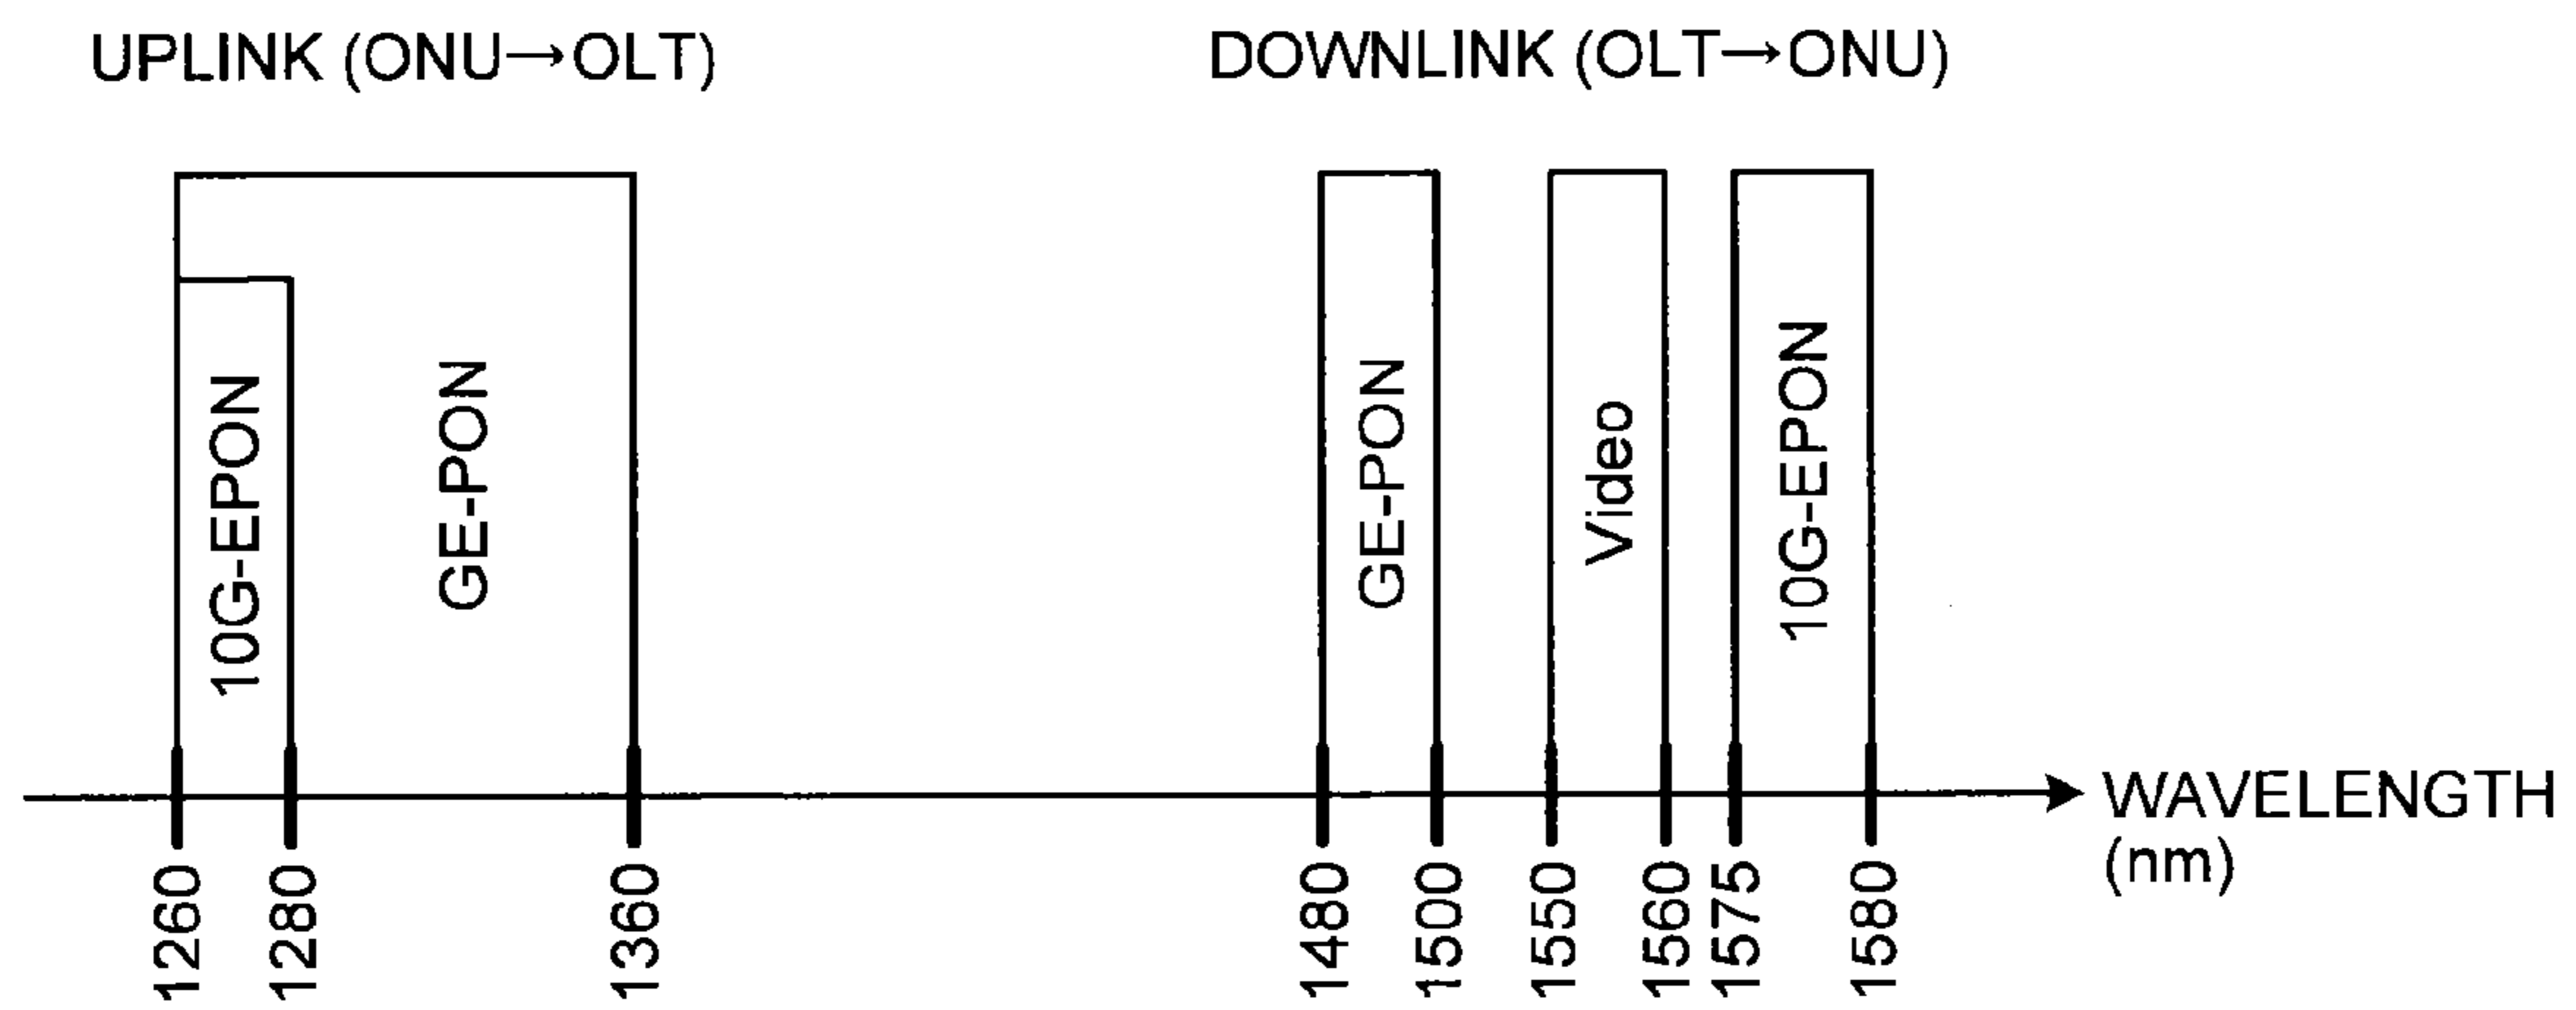 UPLINK (ONU→OLT)
DOWNLINK (OLT→ONU)
10G-EPON
GE-PON
GE-PON
Video
10G-EPON
1260
1280
1360
1480
1500
1550
1560
1575
1580
WAVELENGTH
(nm)